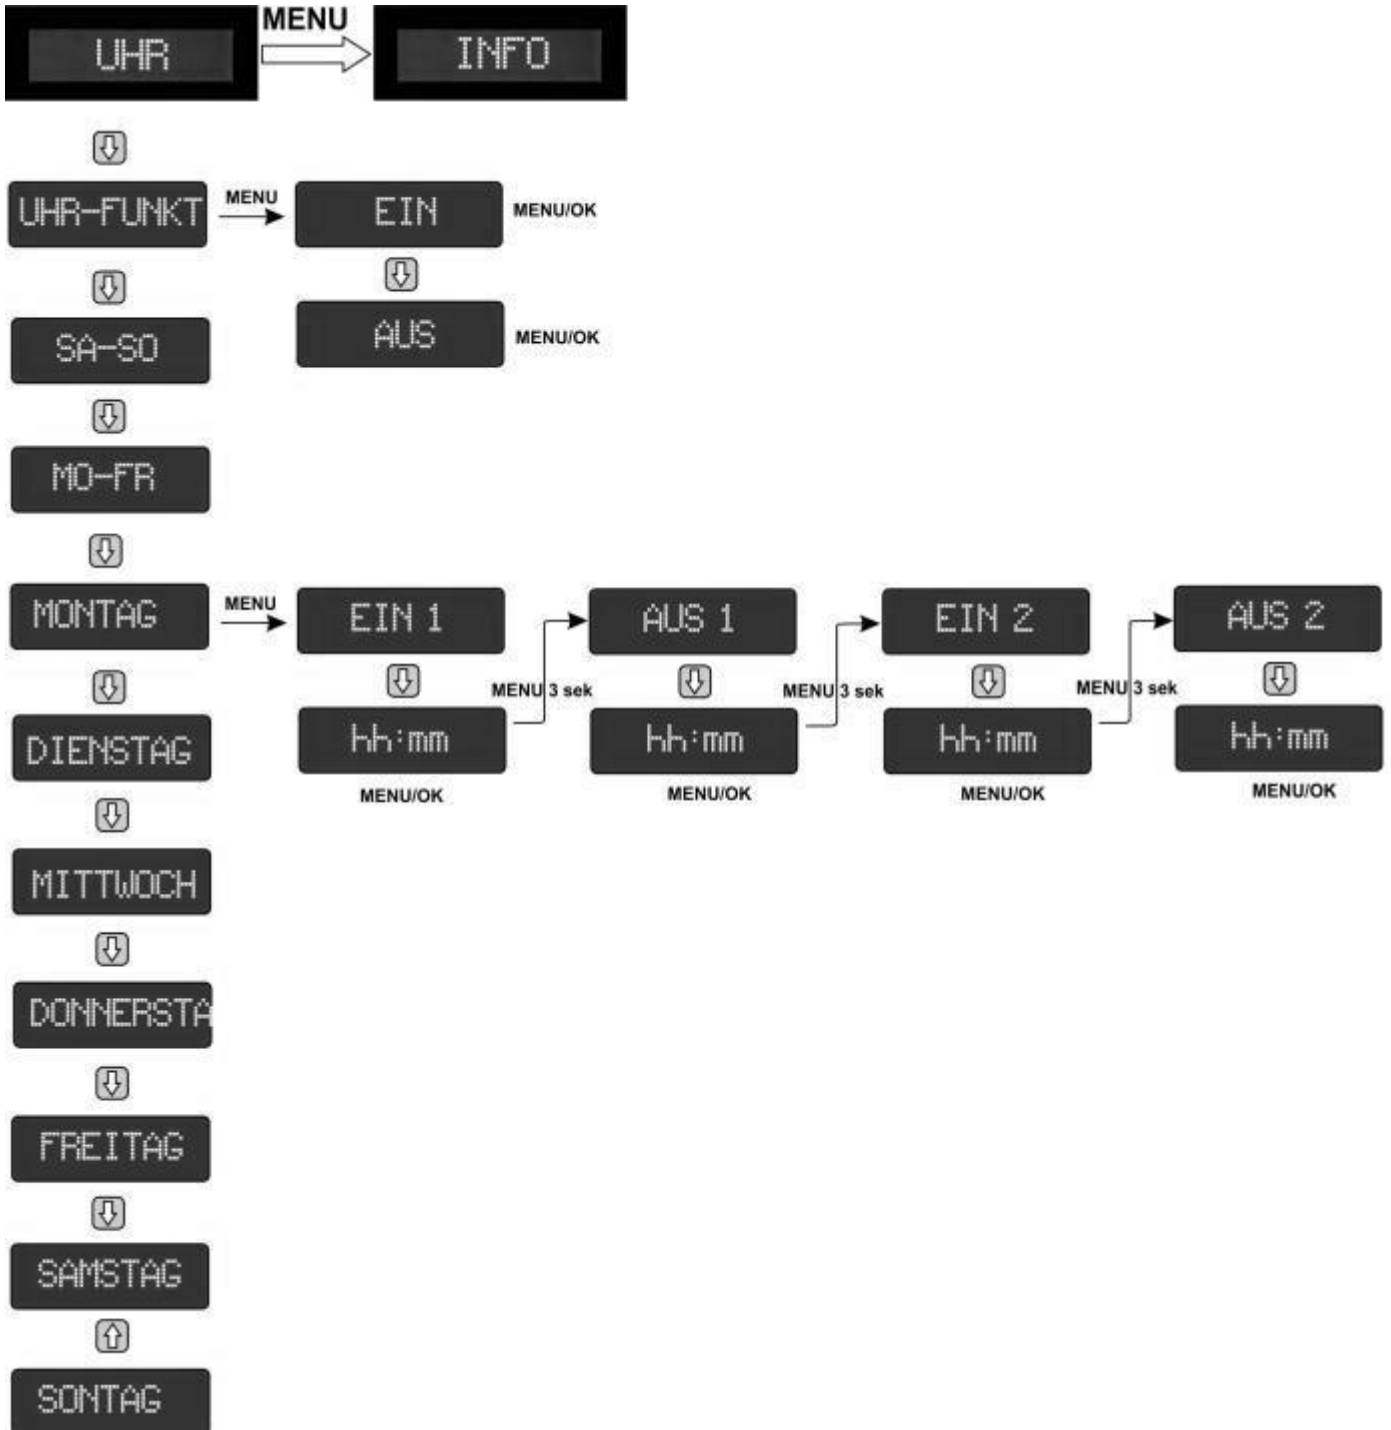 MENU
UHR
INFO
UHR-FUNKT
MENU
EIN
MENU/OK
SA-SO
AUS
MENU/OK
MO-FR
MONTAG
MENU
EIN 1
AUS 1
EIN 2
AUS 2
MENU 3 sek
MENU 3 sek
MENU 3 sek
DIENSTAG
hh:mm
hh:mm
hh:mm
hh:mm
MENU/OK
MENU/OK
MENU/OK
MENU/OK
MITTWOCH
DONNERSTA
FREITAG
SAMSTAG
SONTAG